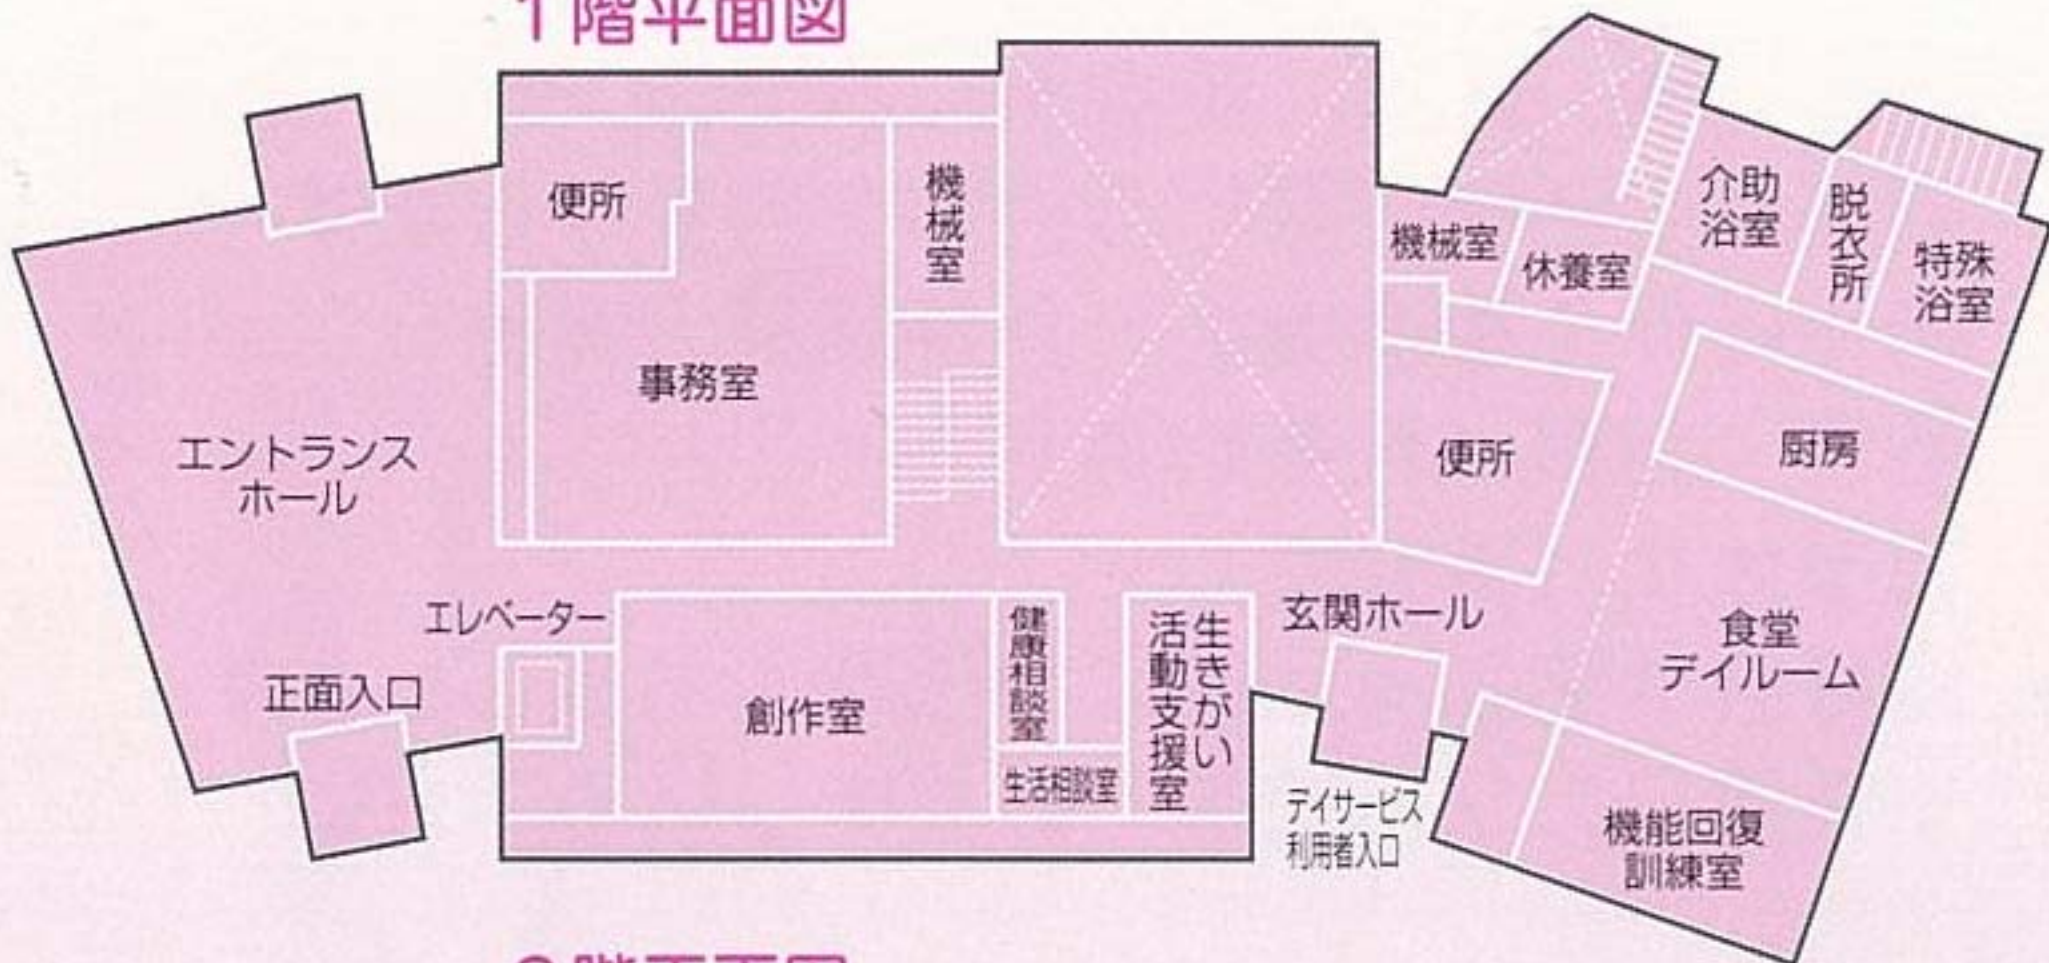 1階平面図
便所
機械室
機械室
休養室
介助
浴室
脱衣所
特殊
浴室
事務室
エントランス
ホール
便所
厨房
エレベーター
正面入口
創作室
健康相談室
生活相談室
生きがい
活動支援室
玄関ホール
デイサービス
利用者入口
食堂
デイルーム
機能回復
訓練室
階平面図